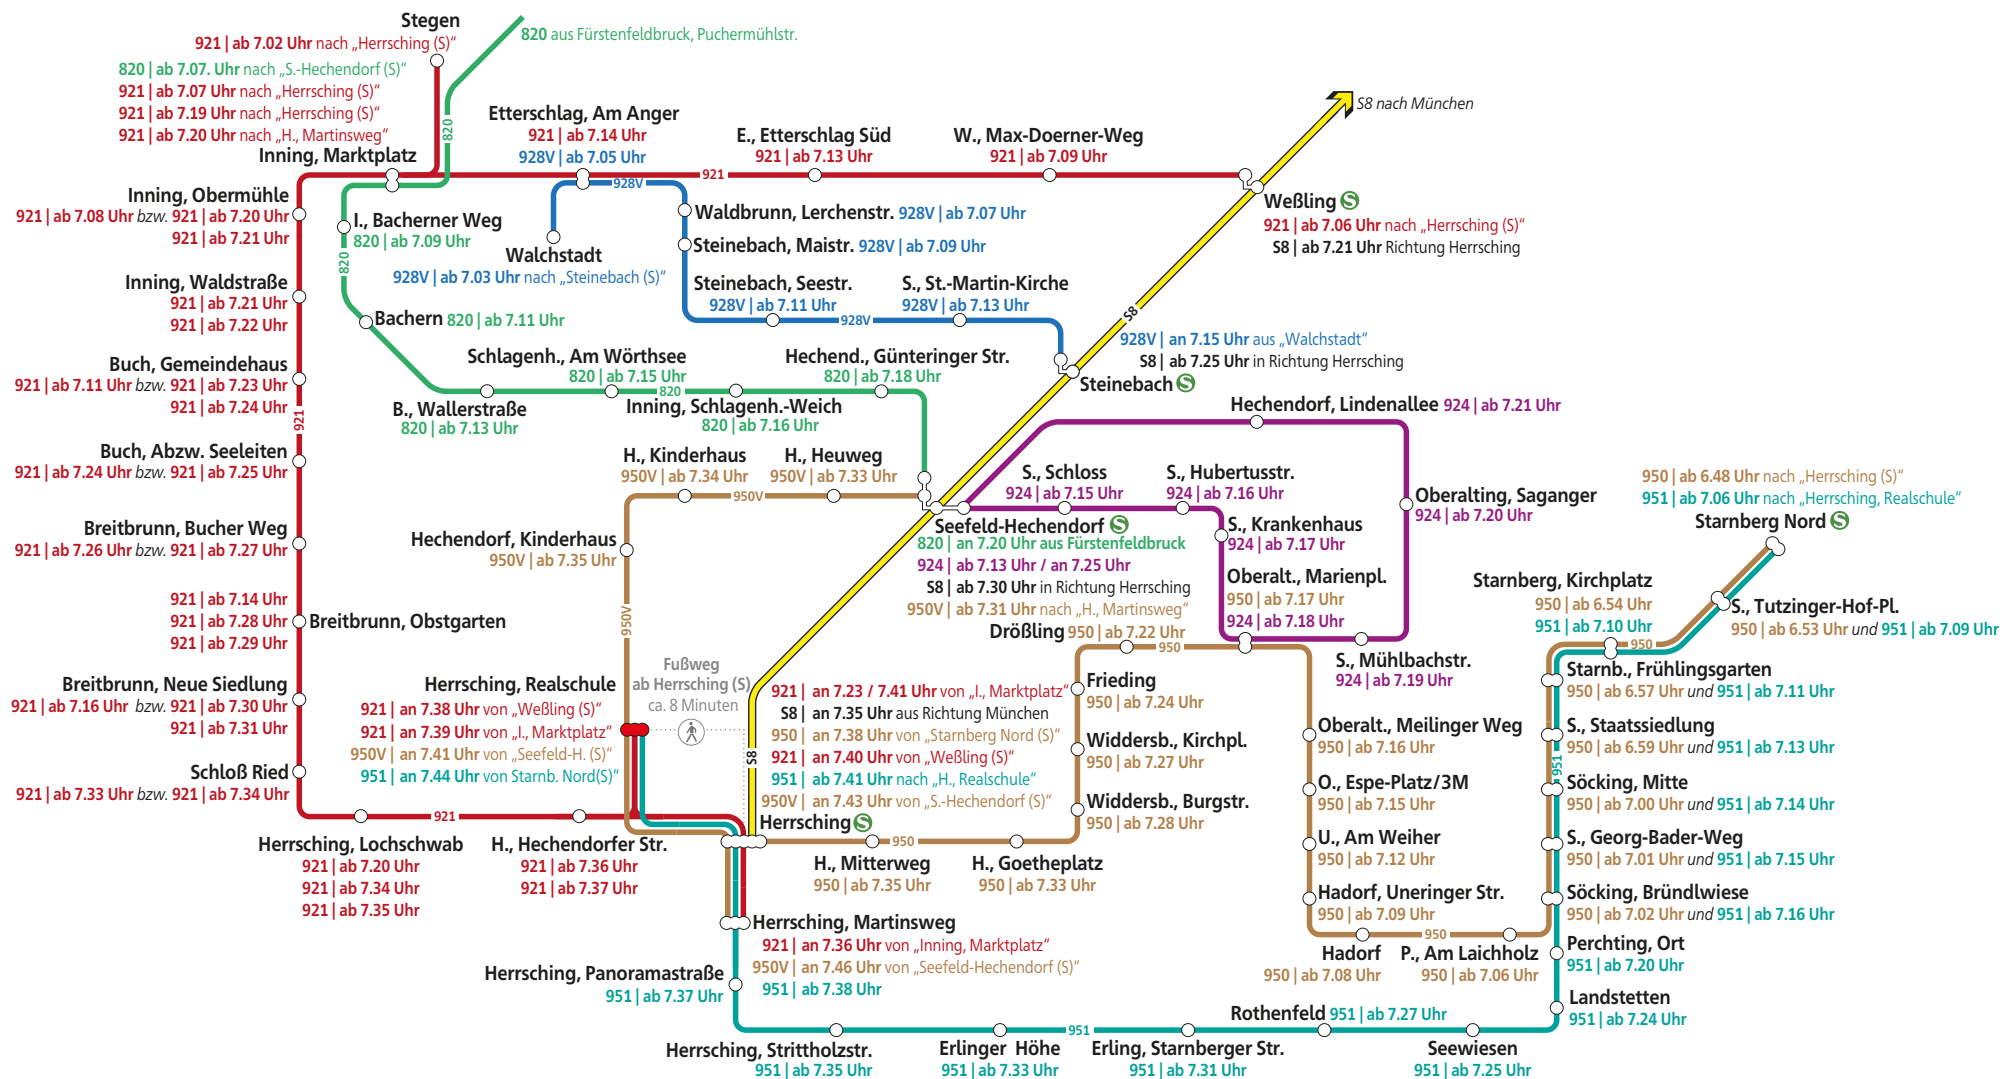 Stegen
921 | ab 7.02 Uhr nach „Herrsching (S)“
820 aus Fürstenfeldbruck, Puchermühlstr.
820 | ab 7.07. Uhr nach „S.-Hechendorf (S)“
921 | ab 7.07 Uhr nach „Herrsching (S)“
921 | ab 7.19 Uhr nach „Herrsching (S)“
921 | ab 7.20 Uhr nach „H., Martinsweg“
Inning, Marktplatz
820
S8 nach München
Etterschlag, Am Anger
921 | ab 7.14 Uhr
928V | ab 7.05 Uhr
E., Etterschlag Süd
921 | ab 7.13 Uhr
W., Max-Doerner-Weg
921 | ab 7.09 Uhr
921
928V
Weßling S
921 | ab 7.06 Uhr nach „Herrsching (S)“
S8 | ab 7.21 Uhr Richtung Herrsching
Inning, Obermühle
921 | ab 7.08 Uhr bzw. 921 | ab 7.20 Uhr
921 | ab 7.21 Uhr
I., Bacherner Weg
820 | ab 7.09 Uhr
820
Walchstadt
928V | ab 7.03 Uhr nach „Steinebach (S)“
Waldbrunn, Lerchenstr. 928V | ab 7.07 Uhr
Steinebach, Maistr. 928V | ab 7.09 Uhr
Steinebach, Seestr.
928V | ab 7.11 Uhr
S., St.-Martin-Kirche
928V | ab 7.13 Uhr
928V
S8
Inning, Waldstraße
921 | ab 7.21 Uhr
921 | ab 7.22 Uhr
Bachern 820 | ab 7.11 Uhr
928V | an 7.15 Uhr aus „Walchstadt“
S8 | ab 7.25 Uhr in Richtung Herrsching
Steinebach S
Buch, Gemeindehaus
921 | ab 7.11 Uhr bzw. 921 | ab 7.23 Uhr
921 | ab 7.24 Uhr
921
Schlagenh., Am Wörthsee
820 | ab 7.15 Uhr
Hechend., Günteringer Str.
820 | ab 7.18 Uhr
820
B., Wallerstraße
820 | ab 7.13 Uhr
Inning, Schlagenh.-Weich
820 | ab 7.16 Uhr
Hechendorf, Lindenallee 924 | ab 7.21 Uhr
Buch, Abzw. Seeleiten
921 | ab 7.24 Uhr bzw. 921 | ab 7.25 Uhr
H., Kinderhaus
950V | ab 7.34 Uhr
H., Heuweg
950V | ab 7.33 Uhr
950V
S., Schloss
924 | ab 7.15 Uhr
S., Hubertusstr.
924 | ab 7.16 Uhr
Oberalting, Saganger
924 | ab 7.20 Uhr
950 | ab 6.48 Uhr nach „Herrsching (S)“
951 | ab 7.06 Uhr nach „Herrsching, Realschule“
Starnberg Nord S
Breitbrunn, Bucher Weg
921 | ab 7.26 Uhr bzw. 921 | ab 7.27 Uhr
Hechendorf, Kinderhaus
950V | ab 7.35 Uhr
950V
Seefeld-Hechendorf S
820 | an 7.20 Uhr aus Fürstenfeldbruck
924 | ab 7.13 Uhr / an 7.25 Uhr
S8 | ab 7.30 Uhr in Richtung Herrsching
950V | ab 7.31 Uhr nach „H., Martinsweg“
S., Krankenhaus
924 | ab 7.17 Uhr
Oberalt., Marienpl.
950 | ab 7.17 Uhr
924 | ab 7.18 Uhr
Drößling 950 | ab 7.22 Uhr
950
S., Mühlbachstr.
924 | ab 7.19 Uhr
Starnberg, Kirchplatz
950 | ab 6.54 Uhr
951 | ab 7.10 Uhr
S., Tutzinger-Hof-Pl.
950 | ab 6.53 Uhr und 951 | ab 7.09 Uhr
950
921 | ab 7.14 Uhr
921 | ab 7.28 Uhr
921 | ab 7.29 Uhr
Breitbrunn, Obstgarten
Breitbrunn, Neue Siedlung
921 | ab 7.16 Uhr bzw. 921 | ab 7.30 Uhr
921 | ab 7.31 Uhr
Herrsching, Realschule
921 | an 7.38 Uhr von „Weßling (S)“
921 | an 7.39 Uhr von „I., Marktplatz“
950V | an 7.41 Uhr von „Seefeld-H. (S)“
951 | an 7.44 Uhr von Starnb. Nord(S)“
Fußweg
ab Herrsching (S)
ca. 8 Minuten
S8
921 | an 7.23 / 7.41 Uhr von „I., Marktplatz“
S8 | an 7.35 Uhr aus Richtung München
950 | an 7.38 Uhr von „Starnberg Nord (S)“
921 | an 7.40 Uhr von „Weßling (S)“
951 | ab 7.41 Uhr nach „H., Realschule“
950V | an 7.43 Uhr von „S.-Hechendorf (S)“
Herrsching S
Frieding
950 | ab 7.24 Uhr
Widdersb., Kirchpl.
950 | ab 7.27 Uhr
Widdersb., Burgstr.
950 | ab 7.28 Uhr
Oberalt., Meilinger Weg
950 | ab 7.16 Uhr
O., Espe-Platz/3M
950 | ab 7.15 Uhr
U., Am Weiher
950 | ab 7.12 Uhr
Hadorf, Uneringer Str.
950 | ab 7.09 Uhr
Starnb., Frühlingsgarten
950 | ab 6.57 Uhr und 951 | ab 7.11 Uhr
S., Staatssiedlung
950 | ab 6.59 Uhr und 951 | ab 7.13 Uhr
951
Söcking, Mitte
950 | ab 7.00 Uhr und 951 | ab 7.14 Uhr
S., Georg-Bader-Weg
950 | ab 7.01 Uhr und 951 | ab 7.15 Uhr
Söcking, Bründlwiese
950 | ab 7.02 Uhr und 951 | ab 7.16 Uhr
Schloß Ried
921 | ab 7.33 Uhr bzw. 921 | ab 7.34 Uhr
921
Herrsching, Lochschwab
921 | ab 7.20 Uhr
921 | ab 7.34 Uhr
921 | ab 7.35 Uhr
H., Hechendorfer Str.
921 | ab 7.36 Uhr
921 | ab 7.37 Uhr
950
H., Mitterweg
950 | ab 7.35 Uhr
H., Goetheplatz
950 | ab 7.33 Uhr
Herrsching, Martinsweg
921 | an 7.36 Uhr von „Inning, Marktplatz“
950V | an 7.46 Uhr von „Seefeld-Hechendorf (S)“
951 | ab 7.38 Uhr
950
Hadorf
950 | ab 7.08 Uhr
P., Am Laichholz
950 | ab 7.06 Uhr
Perchting, Ort
951 | ab 7.20 Uhr
Landstetten
951 | ab 7.24 Uhr
Herrsching, Panoramastraße
951 | ab 7.37 Uhr
Rothenfeld 951 | ab 7.27 Uhr
951
Herrsching, Strittholzstr.
951 | ab 7.35 Uhr
Erlinger Höhe
951 | ab 7.33 Uhr
Erling, Starnberger Str.
951 | ab 7.31 Uhr
Seewiesen
951 | ab 7.25 Uhr